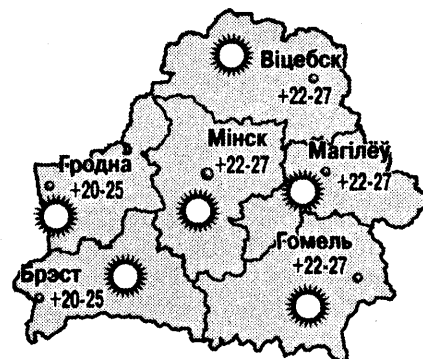 Віцебск
+22-27
Мінск
+22-27
Магілёў
+22-27
Гродна
+20-25
Гомель
+22-27
Брэст
+20-25